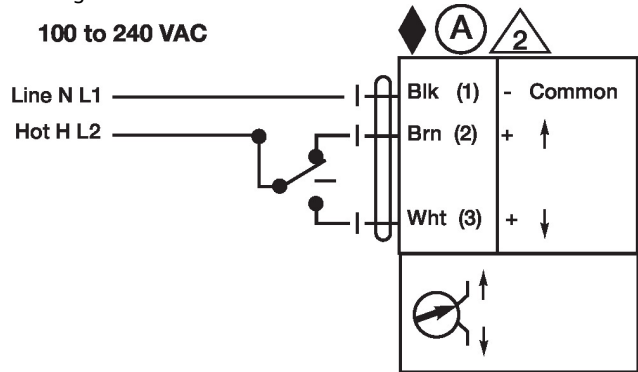 100 to 240 VAC
A
2
Line N L1
Blk (1) - Common
Hot H L2
Brn (2) + ↑
Wht (3) + ↓